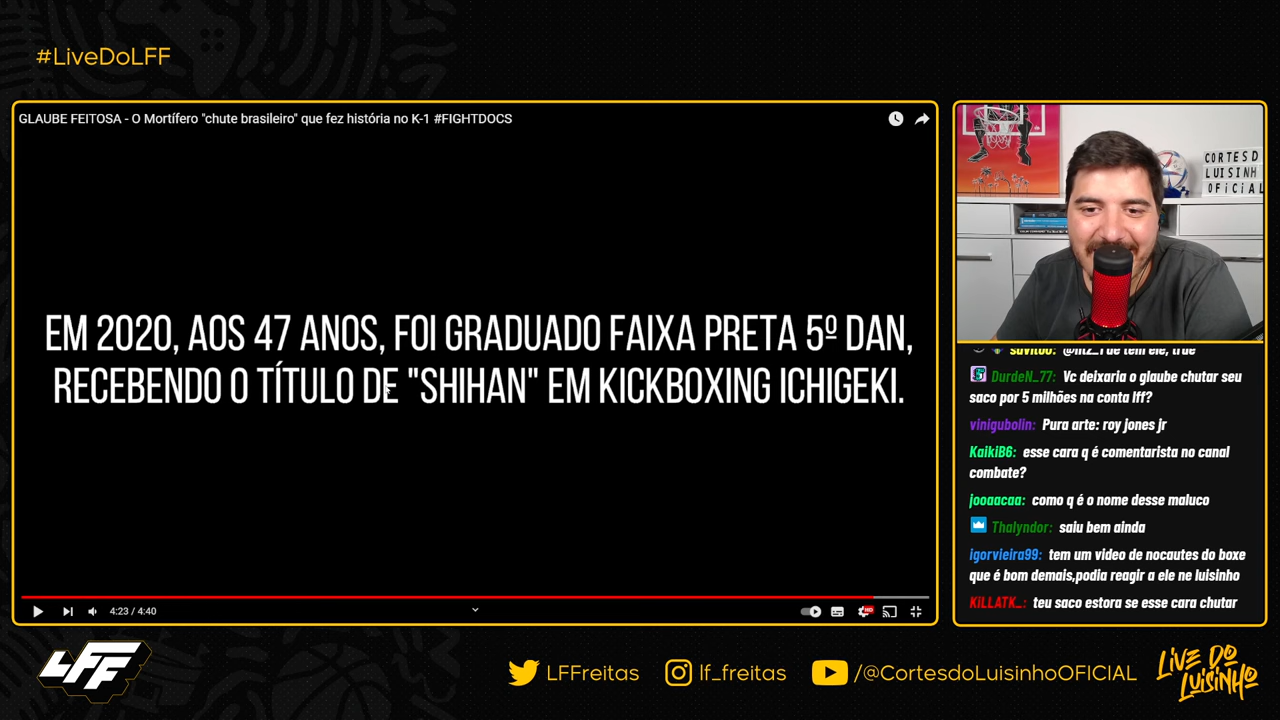 #LiveDoLFF
GLAUBE FEITOSA - O Mortífero "chute brasileiro" que fez história no K-1 #FIGHTDOCS
EM 2020, AOS 47 ANOS, FOI GRADUADO FAIXA PRETA 5º DAN,
RECEBENDO O TÍTULO DE "SHIHAN" EM KICKBOXING ICHIGEKI.
4:23 / 4:40
HD
CORTESD
LUISINH
OFiCiAL
DurdeN_77: Vc deixaria o glaube chutar seu
saco por 5 milhões na conta lff?
vinigubolin: Pura arte: roy jones jr
KaikiB6: esse cara q é comentarista no canal
combate?
jooaacaa: como q é o nome desse maluco
Thalyndor: saiu bem ainda
igorvieira99: tem um video de nocautes do boxe
que é bom demais,podia reagir a ele ne luisinho
KiLLATK_: teu saco estora se esse cara chutar
LFF
LFFreitas
lf_freitas
/@CortesdoLuisinhoOFICIAL
LiVE DO
LUiSiNHO